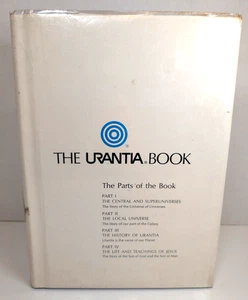 THE URANTIA BOOK
The Parts of the Book
PART I
THE CENTRAL AND SUPERUNIVERSES
The Story of the Universe of Universes
PART II
THE LOCAL UNIVERSE
The Story of our part of the Galaxy
PART III
THE HISTORY OF URANTIA
Urantia is the name of our Planet
PART IV
THE LIFE AND TEACHINGS OF JESUS
The Story of the Son of God and the Son of Man